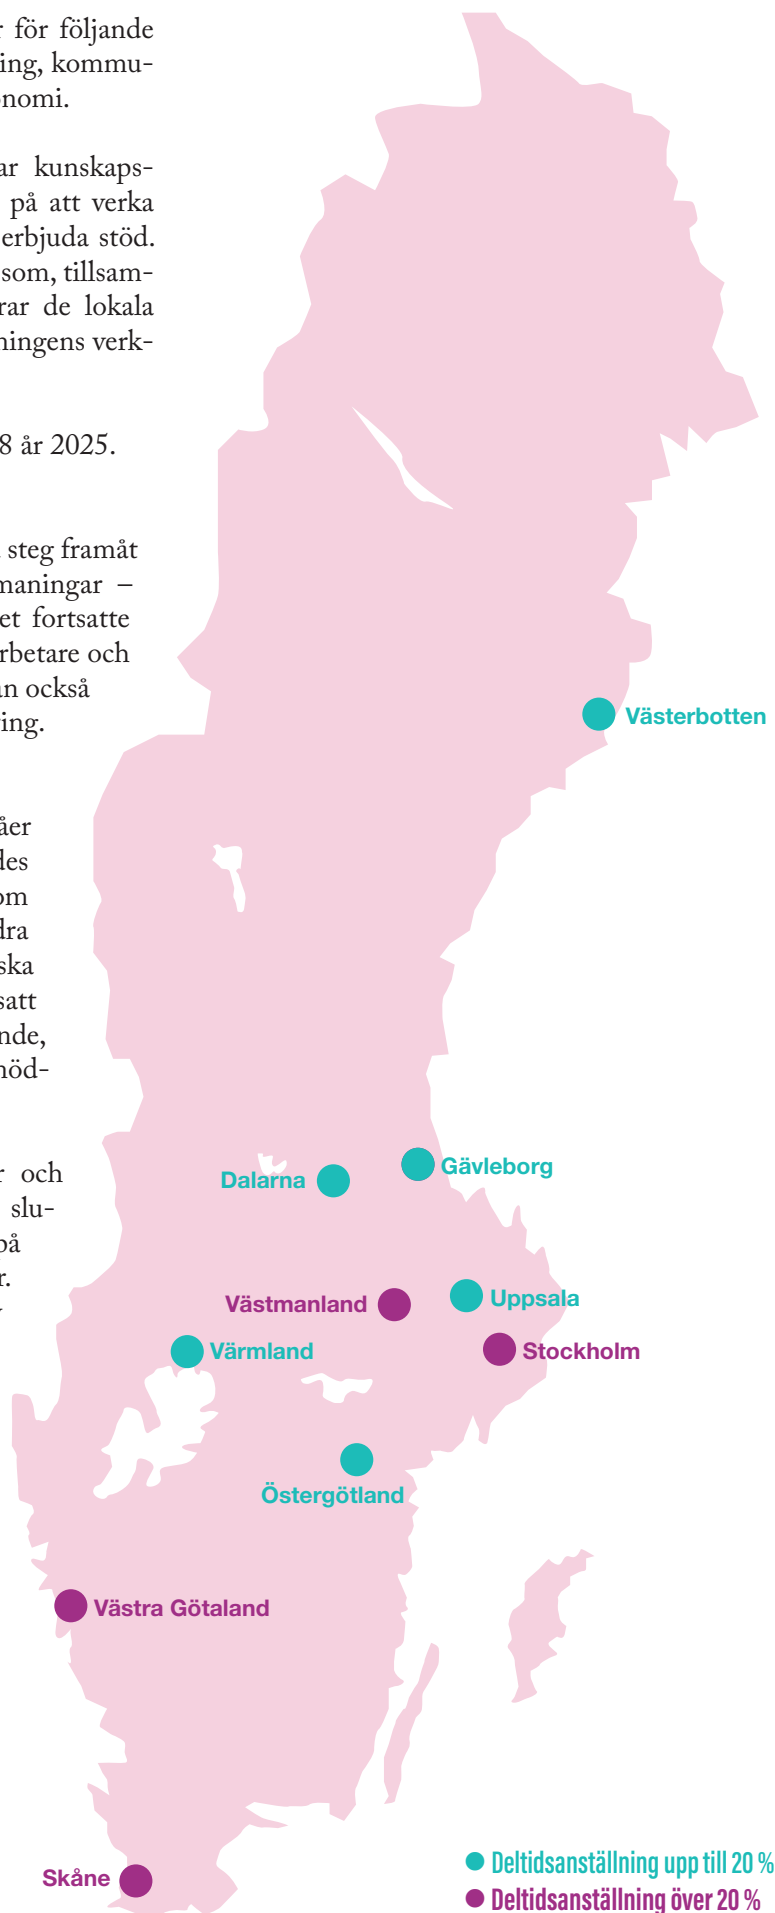 r för följande
ing, kommu-
onomi.
ar kunskaps-
på att verka
erbjuda stöd.
som, tillsam-
rar de lokala
ningens verk-
8 år 2025.
steg framåt
maningar –
et fortsatte
rbetare och
an också
ing.
åer
des
om
dra
ska
satt
nde,
nöd-
r och
slu-
på
r.
Västerbotten
Gävleborg
Dalarna
Västmanland
Uppsala
Värmland
Stockholm
Östergötland
Västra Götaland
Skåne
Deltidsanställning upp till 20 %
Deltidsanställning över 20 %